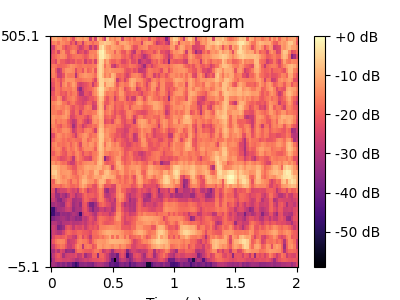 Mel Spectrogram
505.1
−5.1
0 0.5 1 1.5 2
+0 dB
-10 dB
-20 dB
-30 dB
-40 dB
-50 dB